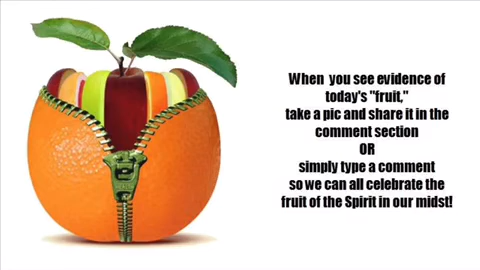 When you see evidence of
today's "fruit,"
take a pic and share it in the
comment section
OR
simply type a comment
so we can all celebrate the
fruit of the Spirit in our midst!